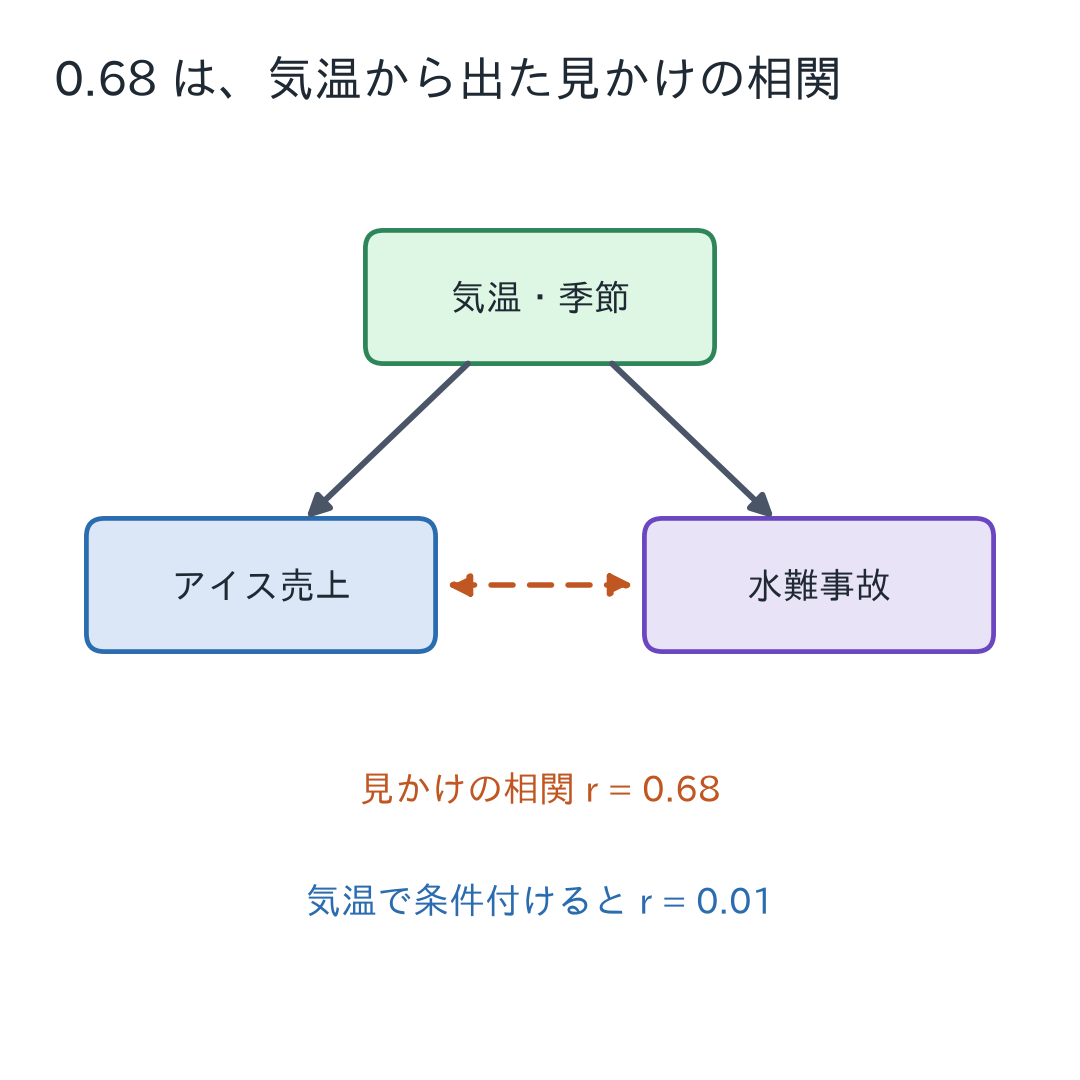 0.68 は、気温から出た見かけの相関
気温・季節
アイス売上
水難事故
見かけの相関 r = 0.68
気温で条件付けると r = 0.01